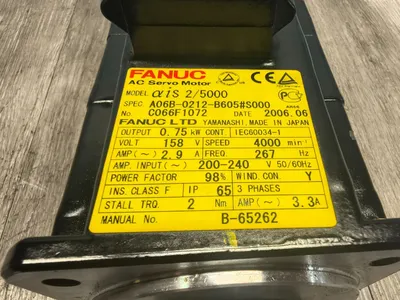 FANUC
AC Servo Motor
MODEL αiS 2/5000
SPEC. A06B-0212-B605#S000
No C066F1072 DATE 2006.06
FANUC LTD YAMANASHI, MADE IN JAPAN
OUTPUT 0.75 kW CONT. IEC60034-1
VOLT 158 V SPEED 4000 min-1
AMP(~) 2.9 A FREQ 267 Hz
AMP. INPUT(~) 200-240 V 50/60Hz
POWER FACTOR 98% WIND.CON. Y
INS.CLASS F IP 65 3 PHASES
STALL TRQ. 2 Nm AMP(~) 3.3A
MANUAL No. B-65262